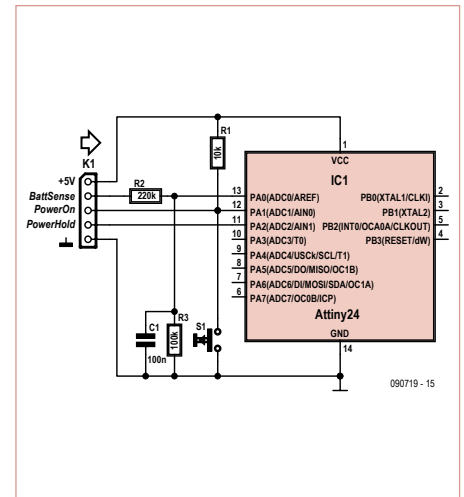 K1
+5V
BattSense
PowerOn
PowerHold
R1
10k
R2
220k
R3
100k
C1
100n
S1
1
VCC
IC1
13 PA0(ADC0/AREF) PB0(XTAL1/CLKI) 2
12 PA1(ADC1/AIN0) PB1(XTAL2) 3
11 PA2(ADC2/AIN1) PB2(INT0/OCA0A/CLKOUT) 5
10 PA3(ADC3/T0) PB3(RESET/dW) 4
9 PA4(ADC4/USCk/SCL/T1)
8 PA5(ADC5/DO/MISO/OC1B)
7 PA6(ADC6/DI/MOSI/SDA/OC1A)
6 PA7(ADC7/OC0B/ICP)
Attiny24
GND
14
090719 - 15